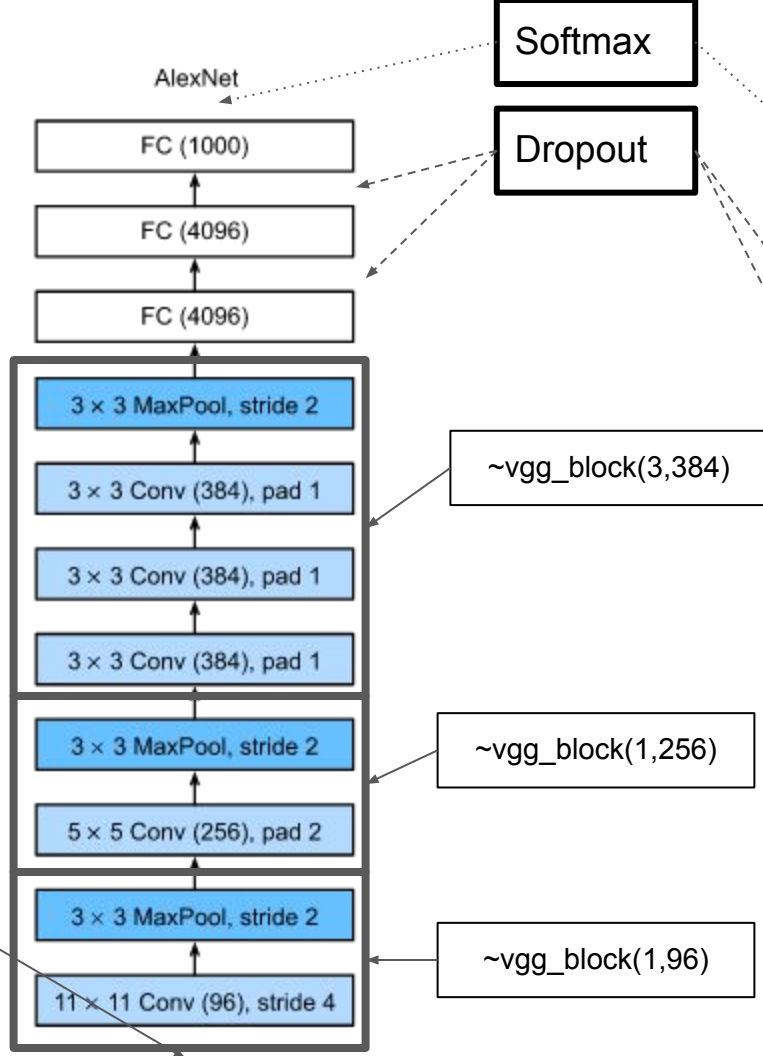 Softmax
AlexNet
FC (1000)
Dropout
FC (4096)
FC (4096)
3 × 3 MaxPool, stride 2
3 × 3 Conv (384), pad 1
~vgg_block(3,384)
3 × 3 Conv (384), pad 1
3 × 3 Conv (384), pad 1
3 × 3 MaxPool, stride 2
~vgg_block(1,256)
5 × 5 Conv (256), pad 2
3 × 3 MaxPool, stride 2
~vgg_block(1,96)
11 × 11 Conv (96), stride 4